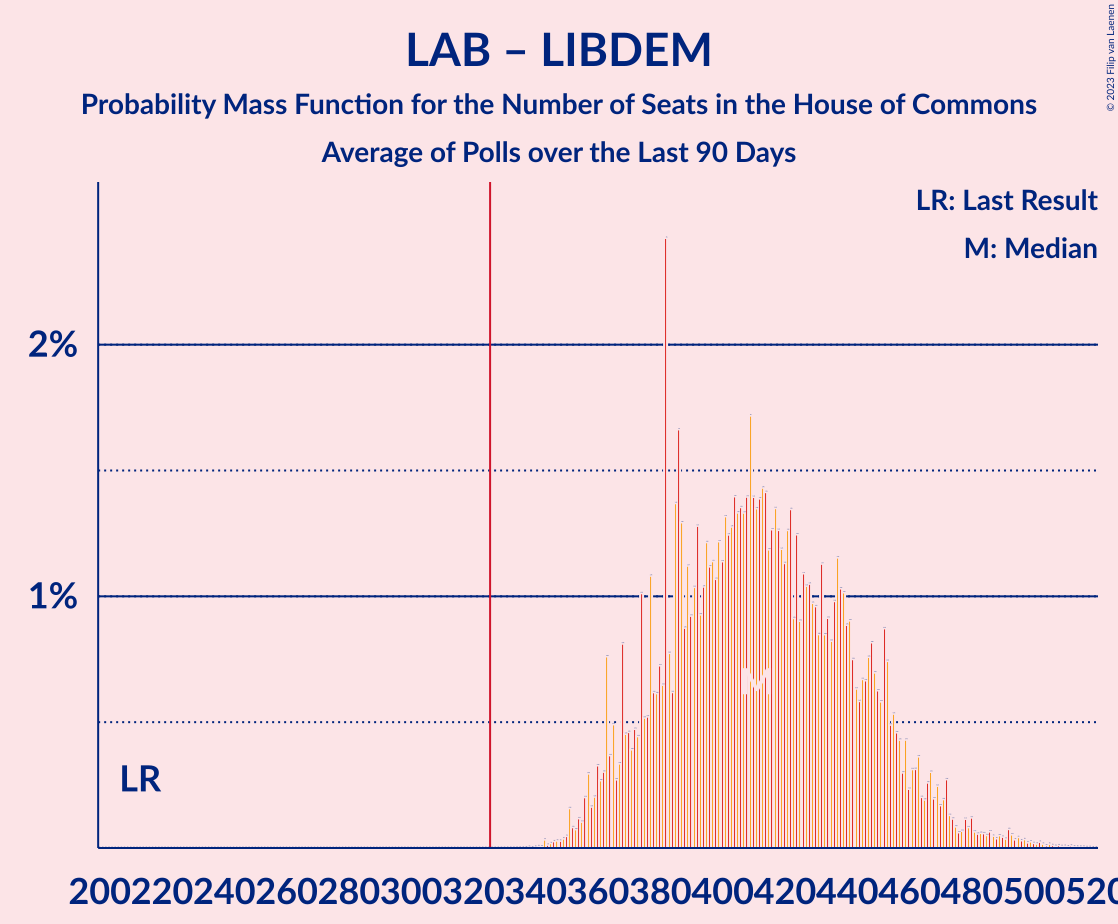 LAB – LIBDEM
Probability Mass Function for the Number of Seats in the House of Commons
Average of Polls over the Last 90 Days
© 2023 Filip van Laenen
LR: Last Result
M: Median
2%
1%
LR
M
200220240260280300320340360380400420440460480500520